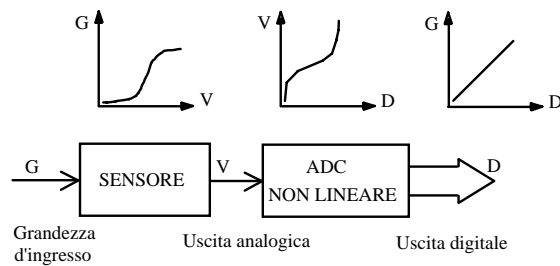 G
V
V
D
G
D
G
SENSORE
V
ADC
NON LINEARE
D
Grandezza
d'ingresso
Uscita analogica
Uscita digitale